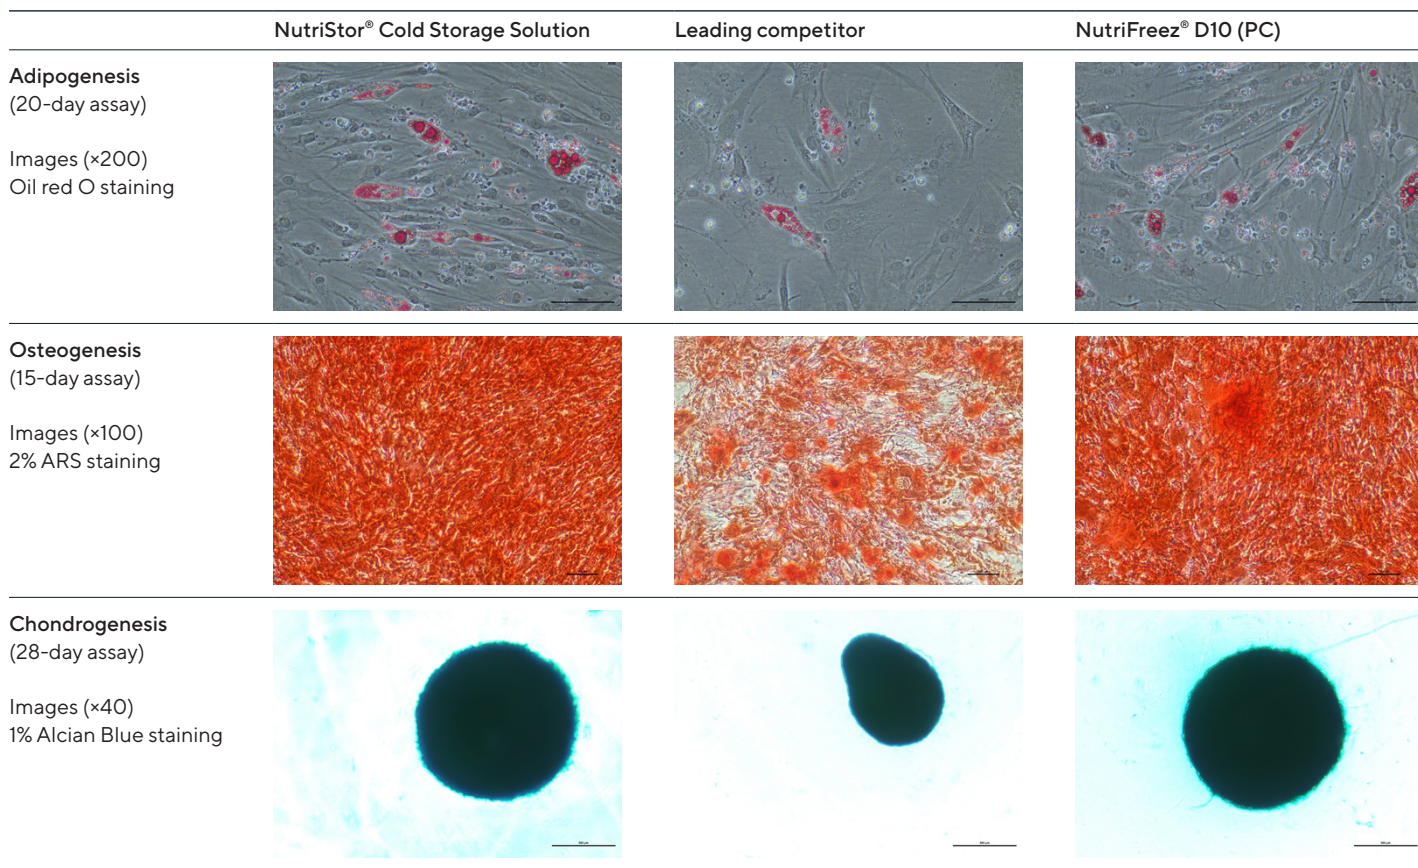 NutriStor® Cold Storage Solution
Leading competitor
NutriFreez® D10 (PC)
Adipogenesis
(20-day assay)
Images (×200)
Oil red O staining
Osteogenesis
(15-day assay)
Images (×100)
2% ARS staining
Chondrogenesis
(28-day assay)
Images (×40)
1% Alcian Blue staining